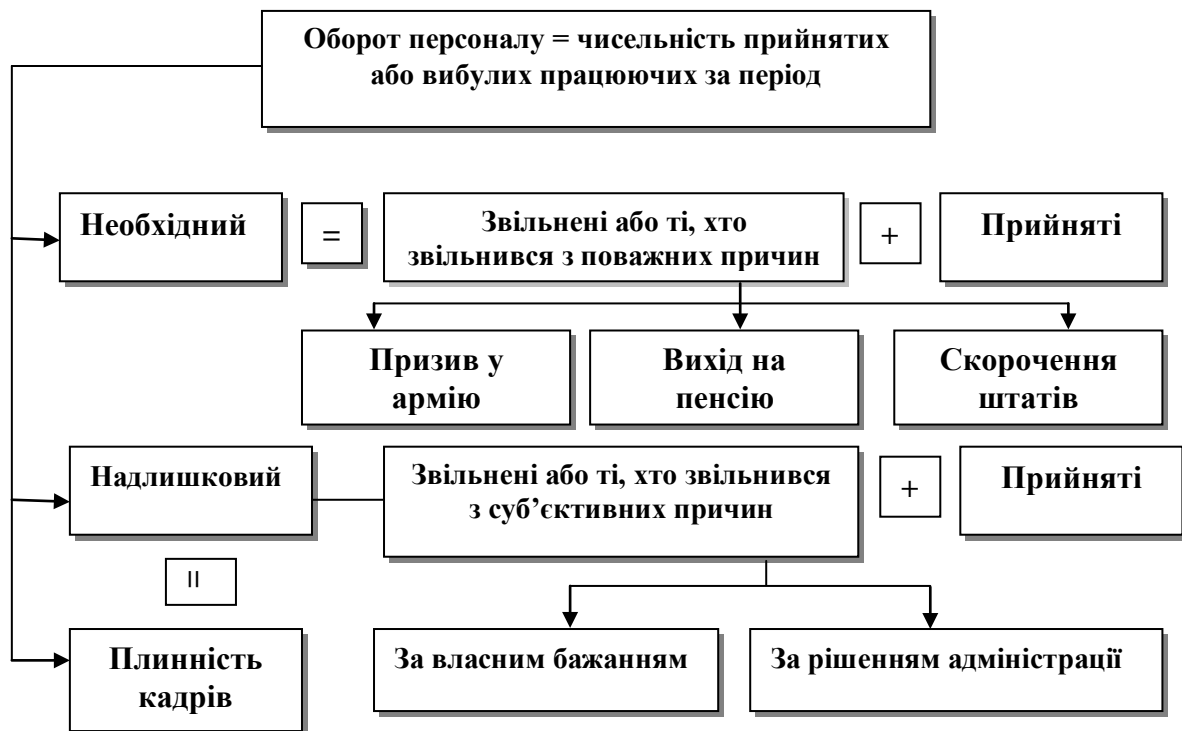 Оборот персоналу = чисельність прийнятих
або вибулих працюючих за період
Необхідний
=
Звільнені або ті, хто
звільнився з поважних причин
+
Прийняті
Призив у
армію
Вихід на
пенсію
Скорочення
штатів
Надлишковий
Звільнені або ті, хто звільнився
з суб’єктивних причин
+
Прийняті
=
Плинність
кадрів
За власним бажанням
За рішенням адміністрації